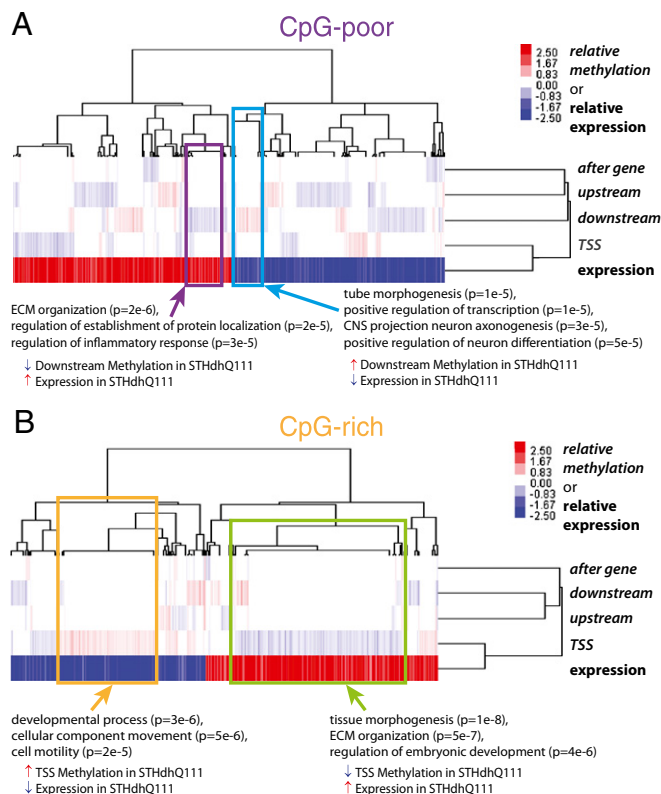 A
CpG-poor
2.50
1.67
0.83
0.00
-0.83
-1.67
-2.50
relative
methylation
or
relative
expression
after gene
upstream
downstream
TSS
expression
ECM organization (p=2e-6),
regulation of establishment of protein localization (p=2e-5),
regulation of inflammatory response (p=3e-5)
↓ Downstream Methylation in STHdhQ111
↑ Expression in STHdhQ111
tube morphogenesis (p=1e-5),
positive regulation of transcription (p=1e-5),
CNS projection neuron axonogenesis (p=3e-5),
positive regulation of neuron differentiation (p=5e-5)
↑ Downstream Methylation in STHdhQ111
↓ Expression in STHdhQ111
B
CpG-rich
2.50
1.67
0.83
0.00
-0.83
-1.67
-2.50
relative
methylation
or
relative
expression
after gene
downstream
upstream
TSS
expression
developmental process (p=3e-6),
cellular component movement (p=5e-6),
cell motility (p=2e-5)
↑ TSS Methylation in STHdhQ111
↓ Expression in STHdhQ111
tissue morphogenesis (p=1e-8),
ECM organization (p=5e-7),
regulation of embryonic development (p=4e-6)
↓ TSS Methylation in STHdhQ111
↑ Expression in STHdhQ111